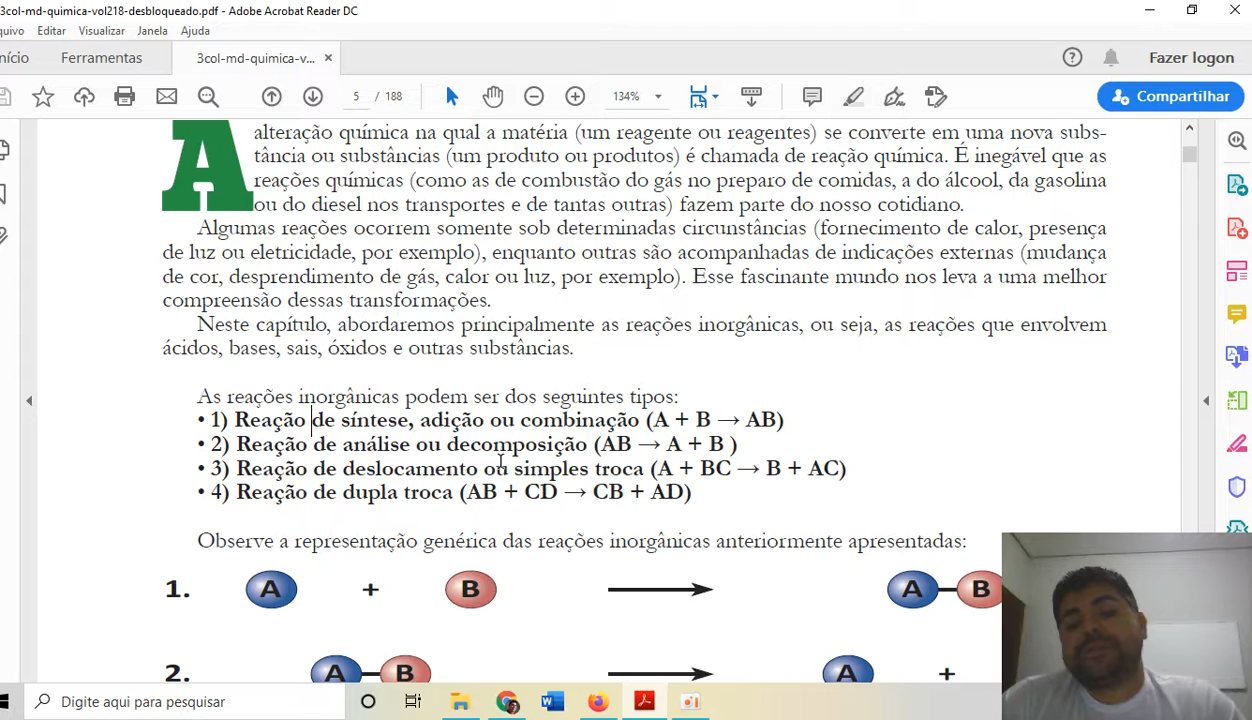 3col-md-quimica-vol218-desbloqueado.pdf - Adobe Acrobat Reader DC
quivo Editar Visualizar Janela Ajuda
nício Ferramentas 3col-md-quimica-v... × Fazer logon
5 / 188 134% Compartilhar
A alteração química na qual a matéria (um reagente ou reagentes) se converte em uma nova subs-
tância ou substâncias (um produto ou produtos) é chamada de reação química. É inegável que as
reações químicas (como as de combustão do gás no preparo de comidas, a do álcool, da gasolina
ou do diesel nos transportes e de tantas outras) fazem parte do nosso cotidiano.
Algumas reações ocorrem somente sob determinadas circunstâncias (fornecimento de calor, presença
de luz ou eletricidade, por exemplo), enquanto outras são acompanhadas de indicações externas (mudança
de cor, desprendimento de gás, calor ou luz, por exemplo). Esse fascinante mundo nos leva a uma melhor
compreensão dessas transformações.
Neste capítulo, abordaremos principalmente as reações inorgânicas, ou seja, as reações que envolvem
ácidos, bases, sais, óxidos e outras substâncias.
As reações inorgânicas podem ser dos seguintes tipos:
• 1) Reação de síntese, adição ou combinação (A + B → AB)
• 2) Reação de análise ou decomposição (AB → A + B )
• 3) Reação de deslocamento ou simples troca (A + BC → B + AC)
• 4) Reação de dupla troca (AB + CD → CB + AD)
Observe a representação genérica das reações inorgânicas anteriormente apresentadas:
1. A + B → A B
2. A B → A +
Digite aqui para pesquisar